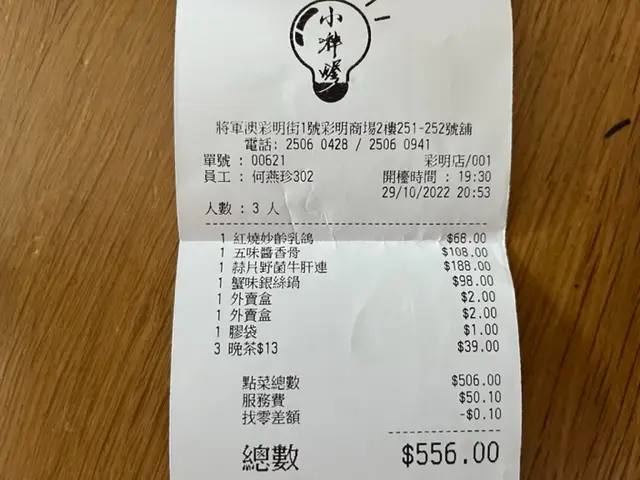 小胖燈
將軍澳彩明街1號彩明商場2樓251-252號舖
電話: 2506 0428 / 2506 0941
單號 : 00621 彩明店/001
員工 : 何燕珍302 開檯時間 : 19:30
29/10/2022 20:53
人數 : 3 人
1 紅燒妙齡乳鴿 $68.00
1 五味醬香骨 $108.00
1 蒜片野菌牛肝連 $188.00
1 蟹味銀絲鍋 $98.00
1 外賣盒 $2.00
1 外賣盒 $2.00
1 膠袋 $1.00
3 晚茶$13 $39.00
點菜總數 $506.00
服務費 $50.10
找零差額 -$0.10
總數 $556.00